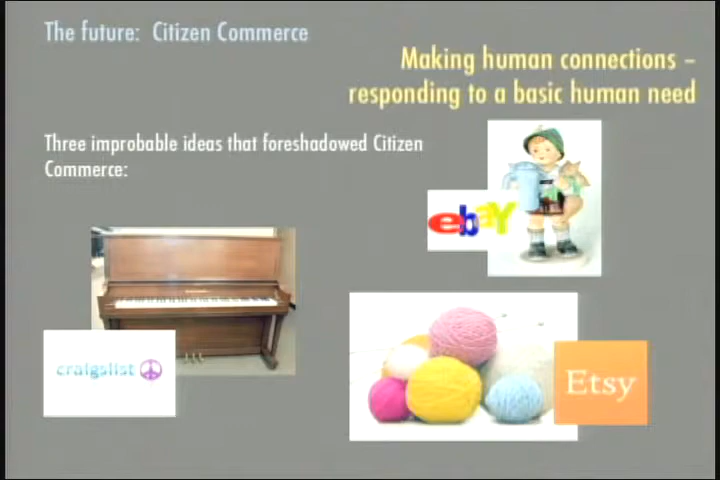 The future: Citizen Commerce
Making human connections –
responding to a basic human need
Three improbable ideas that foreshadowed Citizen
Commerce:
ebaY
craigslist
Etsy